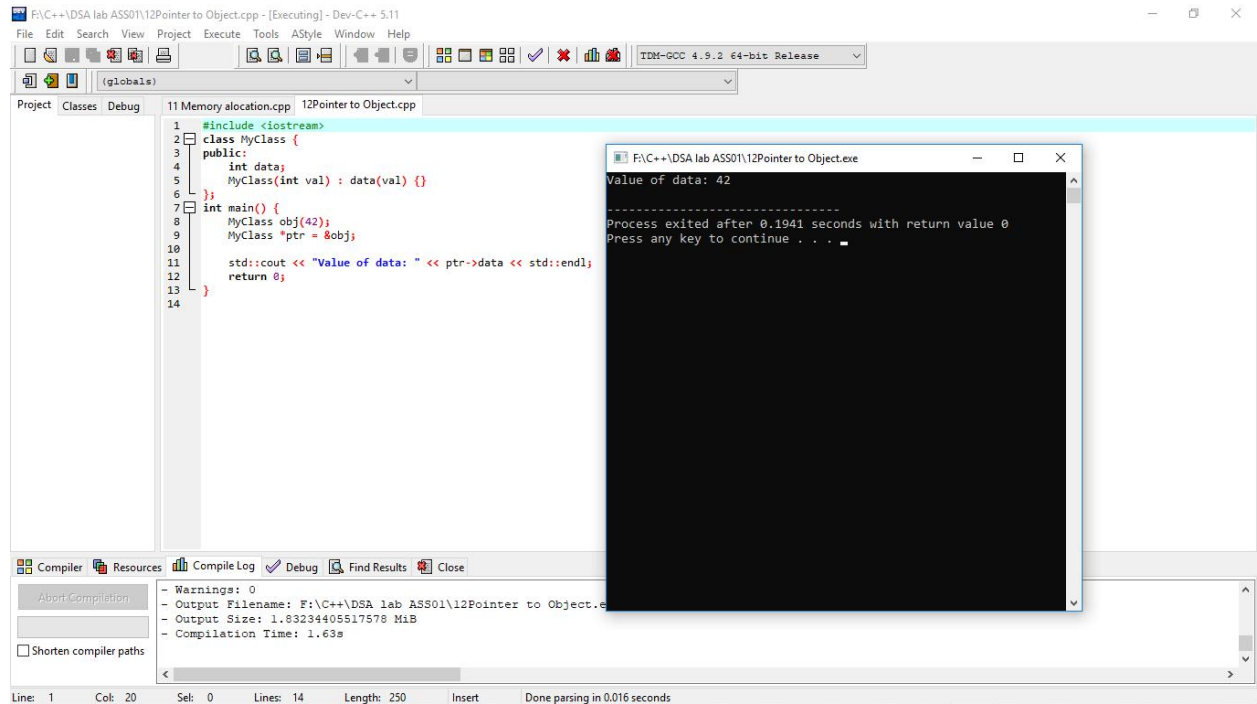 F:\C++\DSA lab ASS01\12Pointer to Object.cpp - [Executing] - Dev-C++ 5.11
File Edit Search View Project Execute Tools AStyle Window Help
TDM-GCC 4.9.2 64-bit Release
(globals)
Project Classes Debug
11 Memory alocation.cpp 12Pointer to Object.cpp
1 #include <iostream>
2 class MyClass {
3 public:
4 int data;
5 MyClass(int val) : data(val) {}
6 };
7 int main() {
8 MyClass obj(42);
9 MyClass *ptr = &obj;
10
11 std::cout << "Value of data: " << ptr->data << std::endl;
12 return 0;
13 }
14
F:\C++\DSA lab ASS01\12Pointer to Object.exe
Value of data: 42
--------------------------------
Process exited after 0.1941 seconds with return value 0
Press any key to continue . . .
Compiler Resources Compile Log Debug Find Results Close
Abort Compilation
Shorten compiler paths
- Warnings: 0
- Output Filename: F:\C++\DSA lab ASS01\12Pointer to Object.e
- Output Size: 1.83234405517578 MiB
- Compilation Time: 1.63s
Line: 1 Col: 20 Sel: 0 Lines: 14 Length: 250 Insert Done parsing in 0.016 seconds